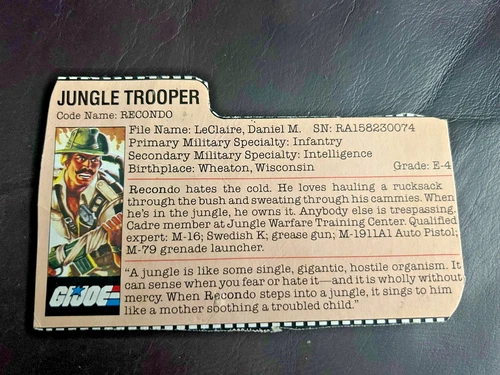 JUNGLE TROOPER
Code Name: RECONDO
File Name: LeClaire, Daniel M. SN: RA158230074
Primary Military Specialty: Infantry
Secondary Military Specialty: Intelligence
Birthplace: Wheaton, Wisconsin Grade: E-4
Recondo hates the cold. He loves hauling a rucksack
through the bush and sweating through his cammies. When
he's in the jungle, he owns it. Anybody else is trespassing.
Cadre member at Jungle Warfare Training Center. Qualified
expert: M-16; Swedish K; grease gun; M-1911A1 Auto Pistol;
M-79 grenade launcher.
"A jungle is like some single, gigantic, hostile organism. It
can sense when you fear or hate it—and it is wholly without
mercy. When Recondo steps into a jungle, it sings to him
like a mother soothing a troubled child."
G.I. JOE